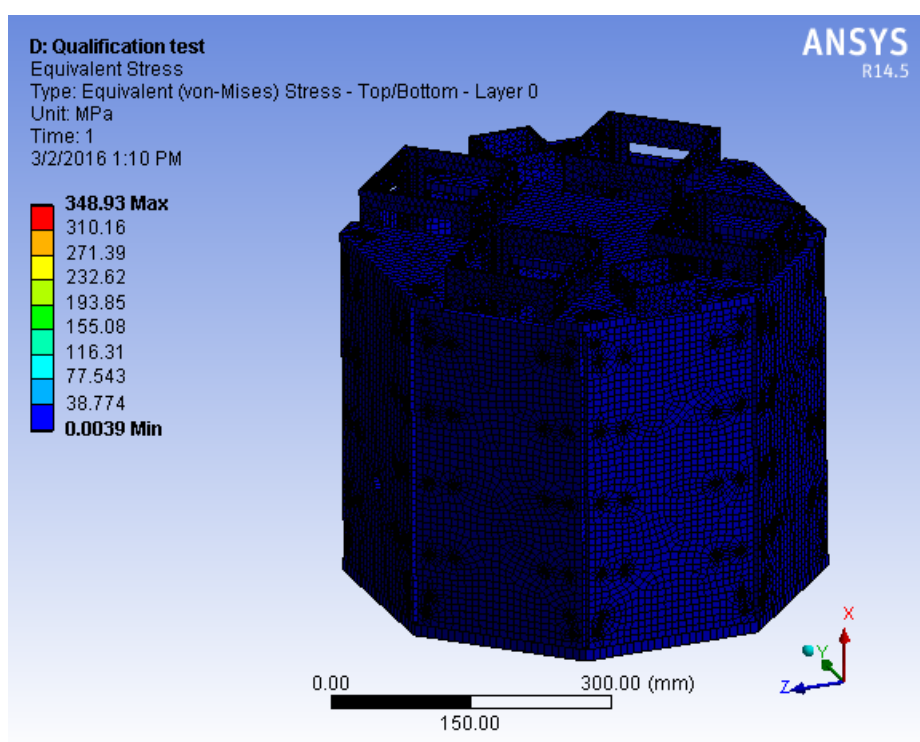 D: Qualification test
Equivalent Stress
Type: Equivalent (von-Mises) Stress - Top/Bottom - Layer 0
Unit: MPa
Time: 1
3/2/2016 1:10 PM
ANSYS
R14.5
348.93 Max
310.16
271.39
232.62
193.85
155.08
116.31
77.543
38.774
0.0039 Min
0.00 300.00 (mm)
150.00
X
Y
Z